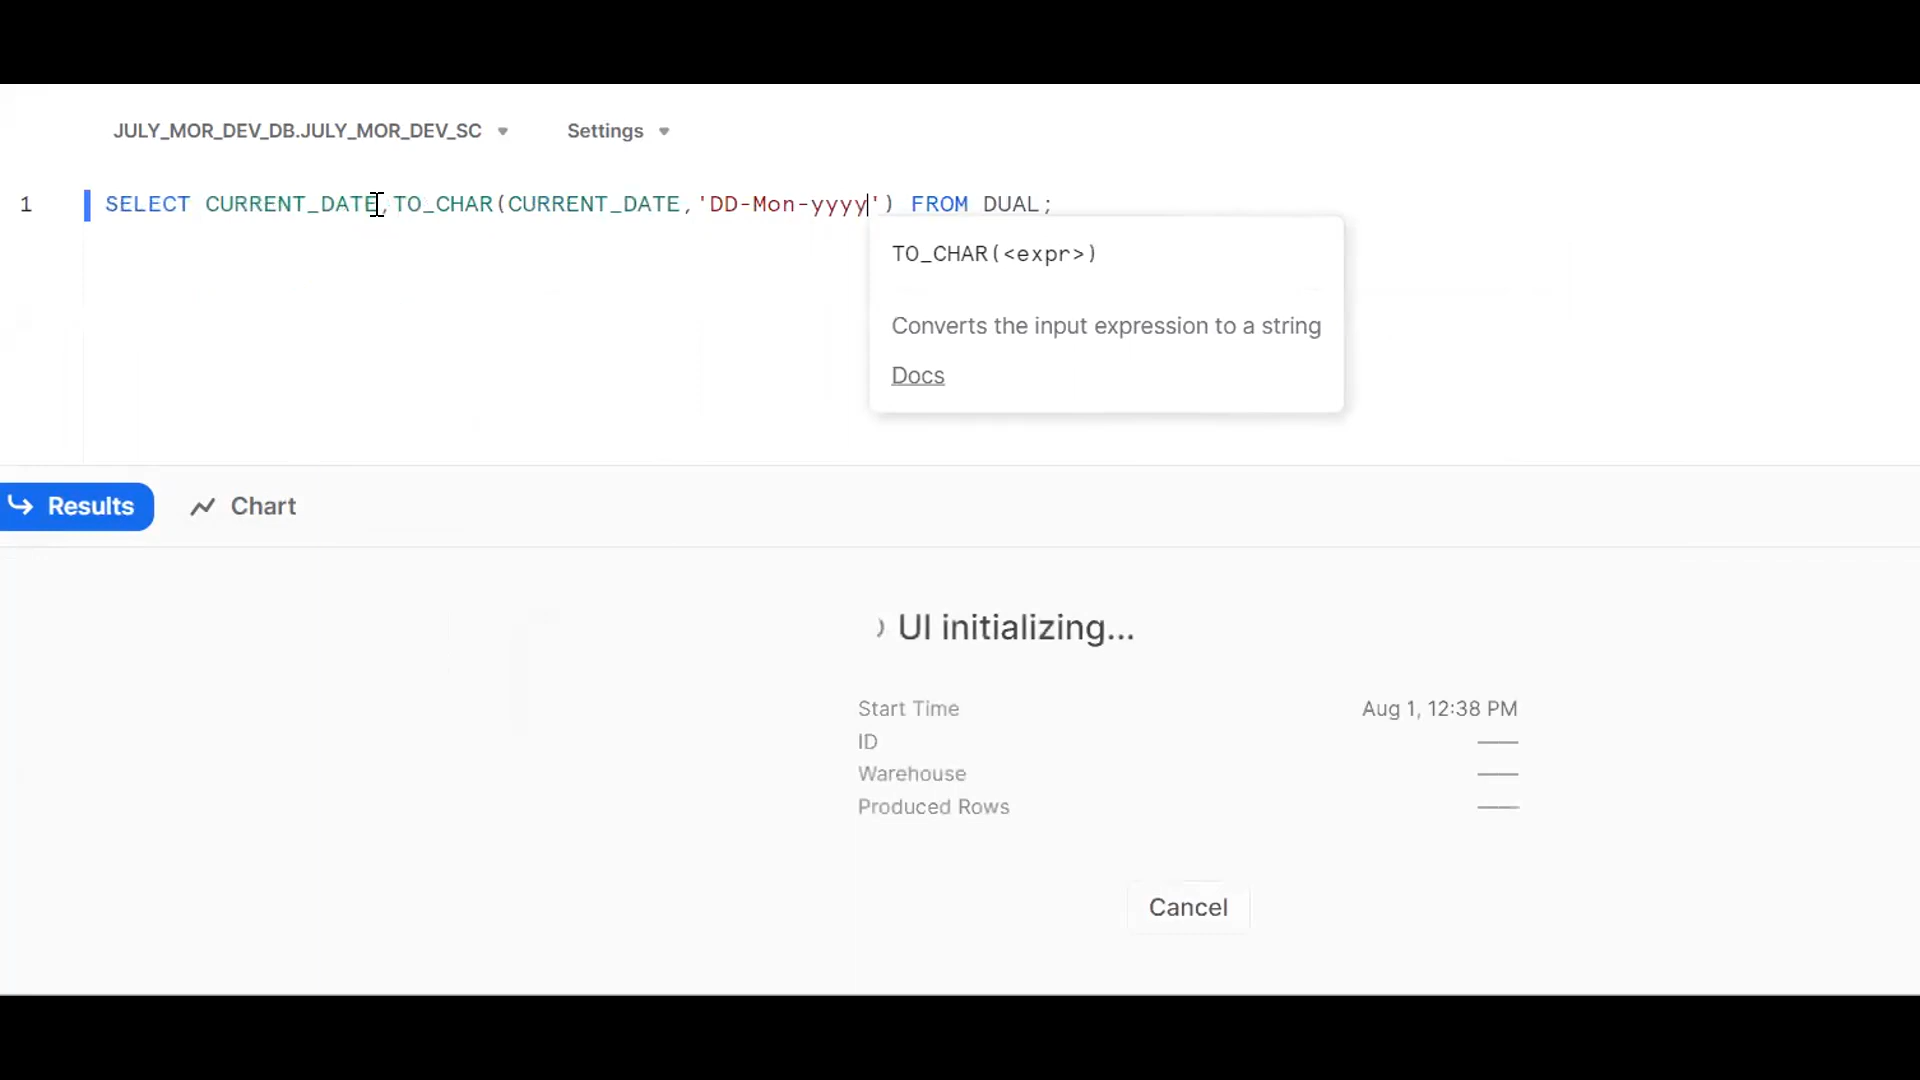 JULY_MOR_DEV_DB.JULY_MOR_DEV_SC Settings
1 SELECT CURRENT_DATE,TO_CHAR(CURRENT_DATE,'DD-Mon-yyyy') FROM DUAL;
TO_CHAR(<expr>)
Converts the input expression to a string
Docs
Results Chart
UI initializing...
Start Time Aug 1, 12:38 PM
ID
Warehouse
Produced Rows
Cancel